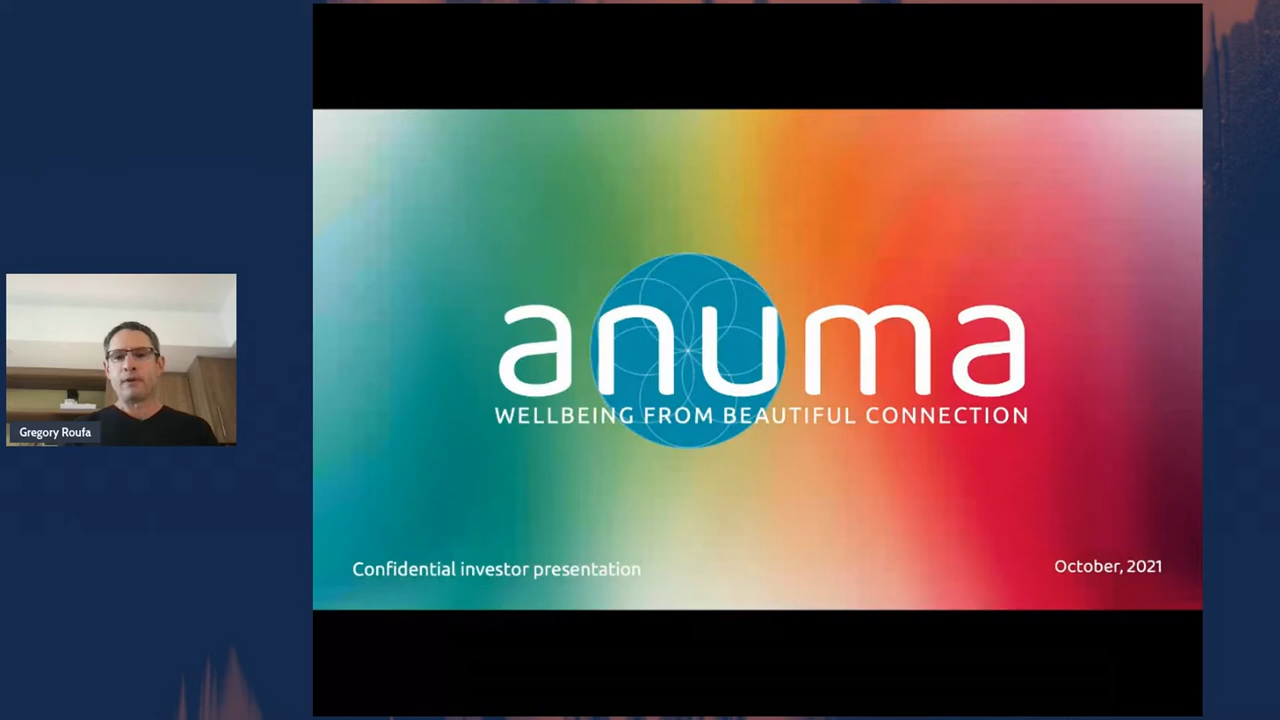 Gregory Roufa
anuma
WELLBEING FROM BEAUTIFUL CONNECTION
Confidential investor presentation
October, 2021